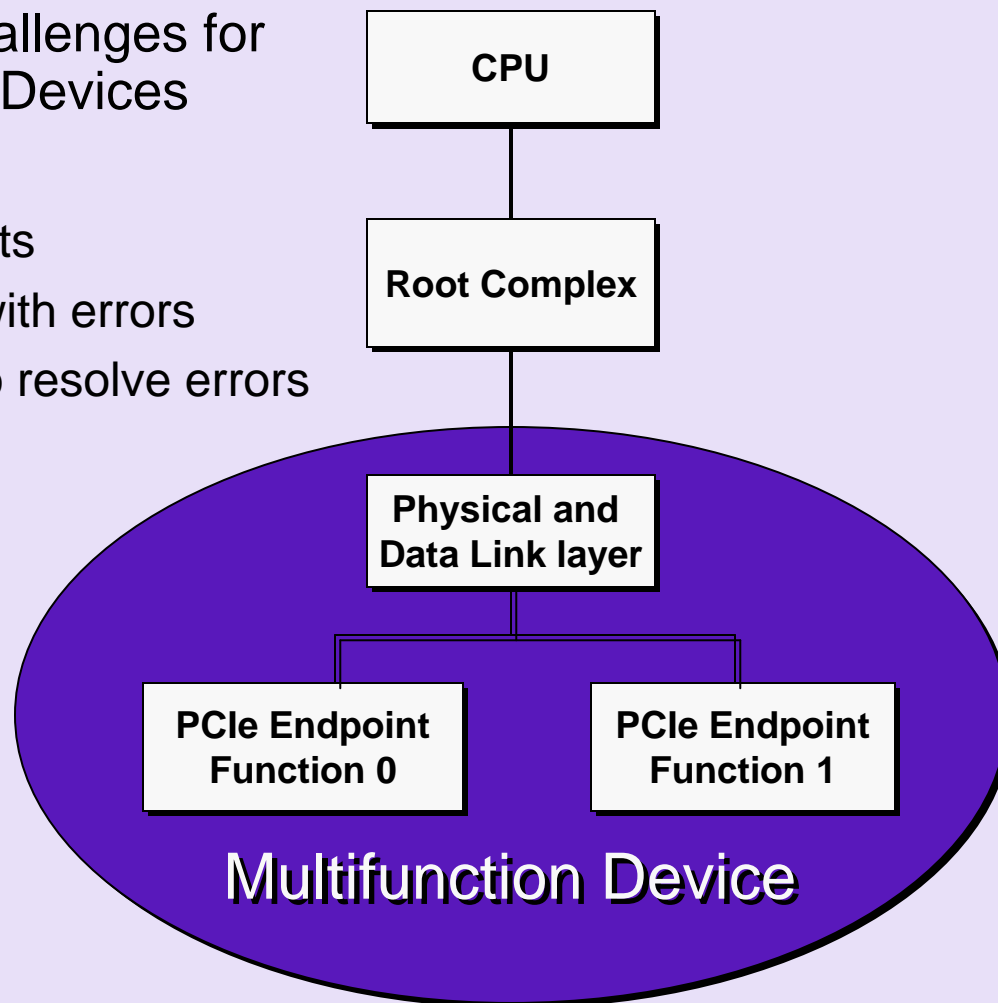 allenges for
Devices
ts
with errors
o resolve errors
CPU
Root Complex
Physical and
Data Link layer
PCIe Endpoint
Function 0
PCIe Endpoint
Function 1
Multifunction Device